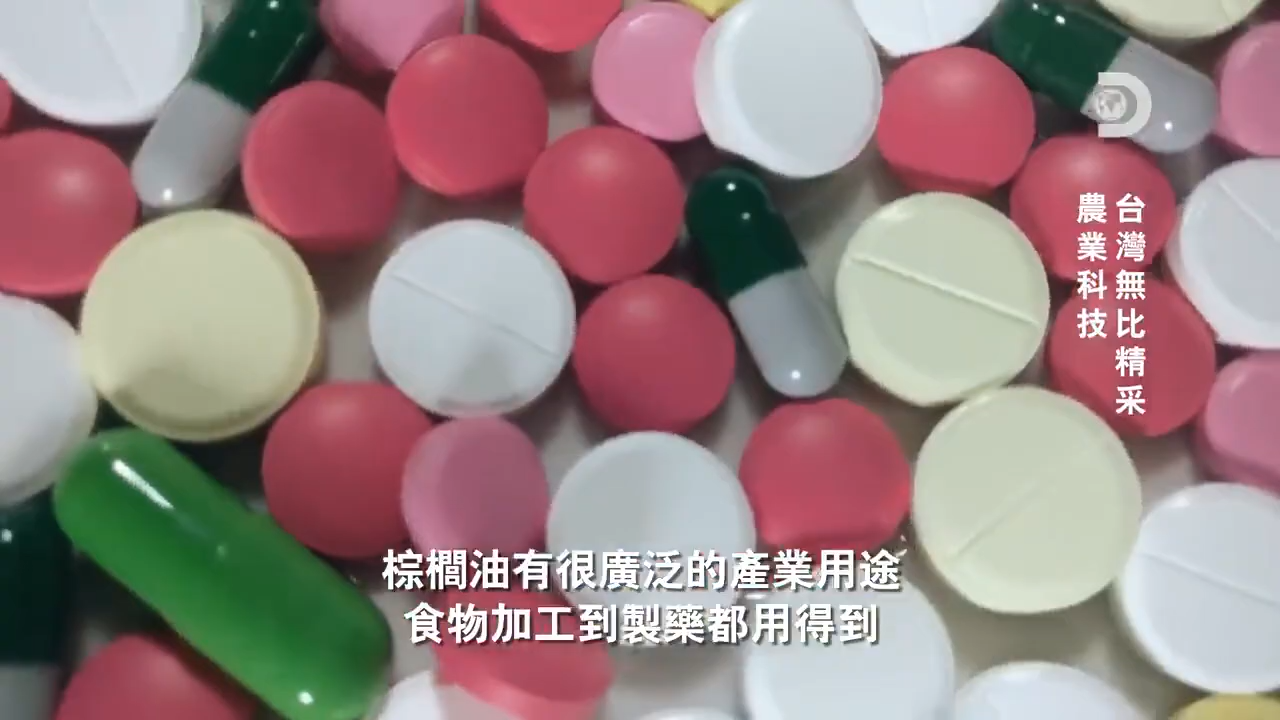 台灣無比精采
農業科技
棕櫚油有很廣泛的產業用途
食物加工到製藥都用得到